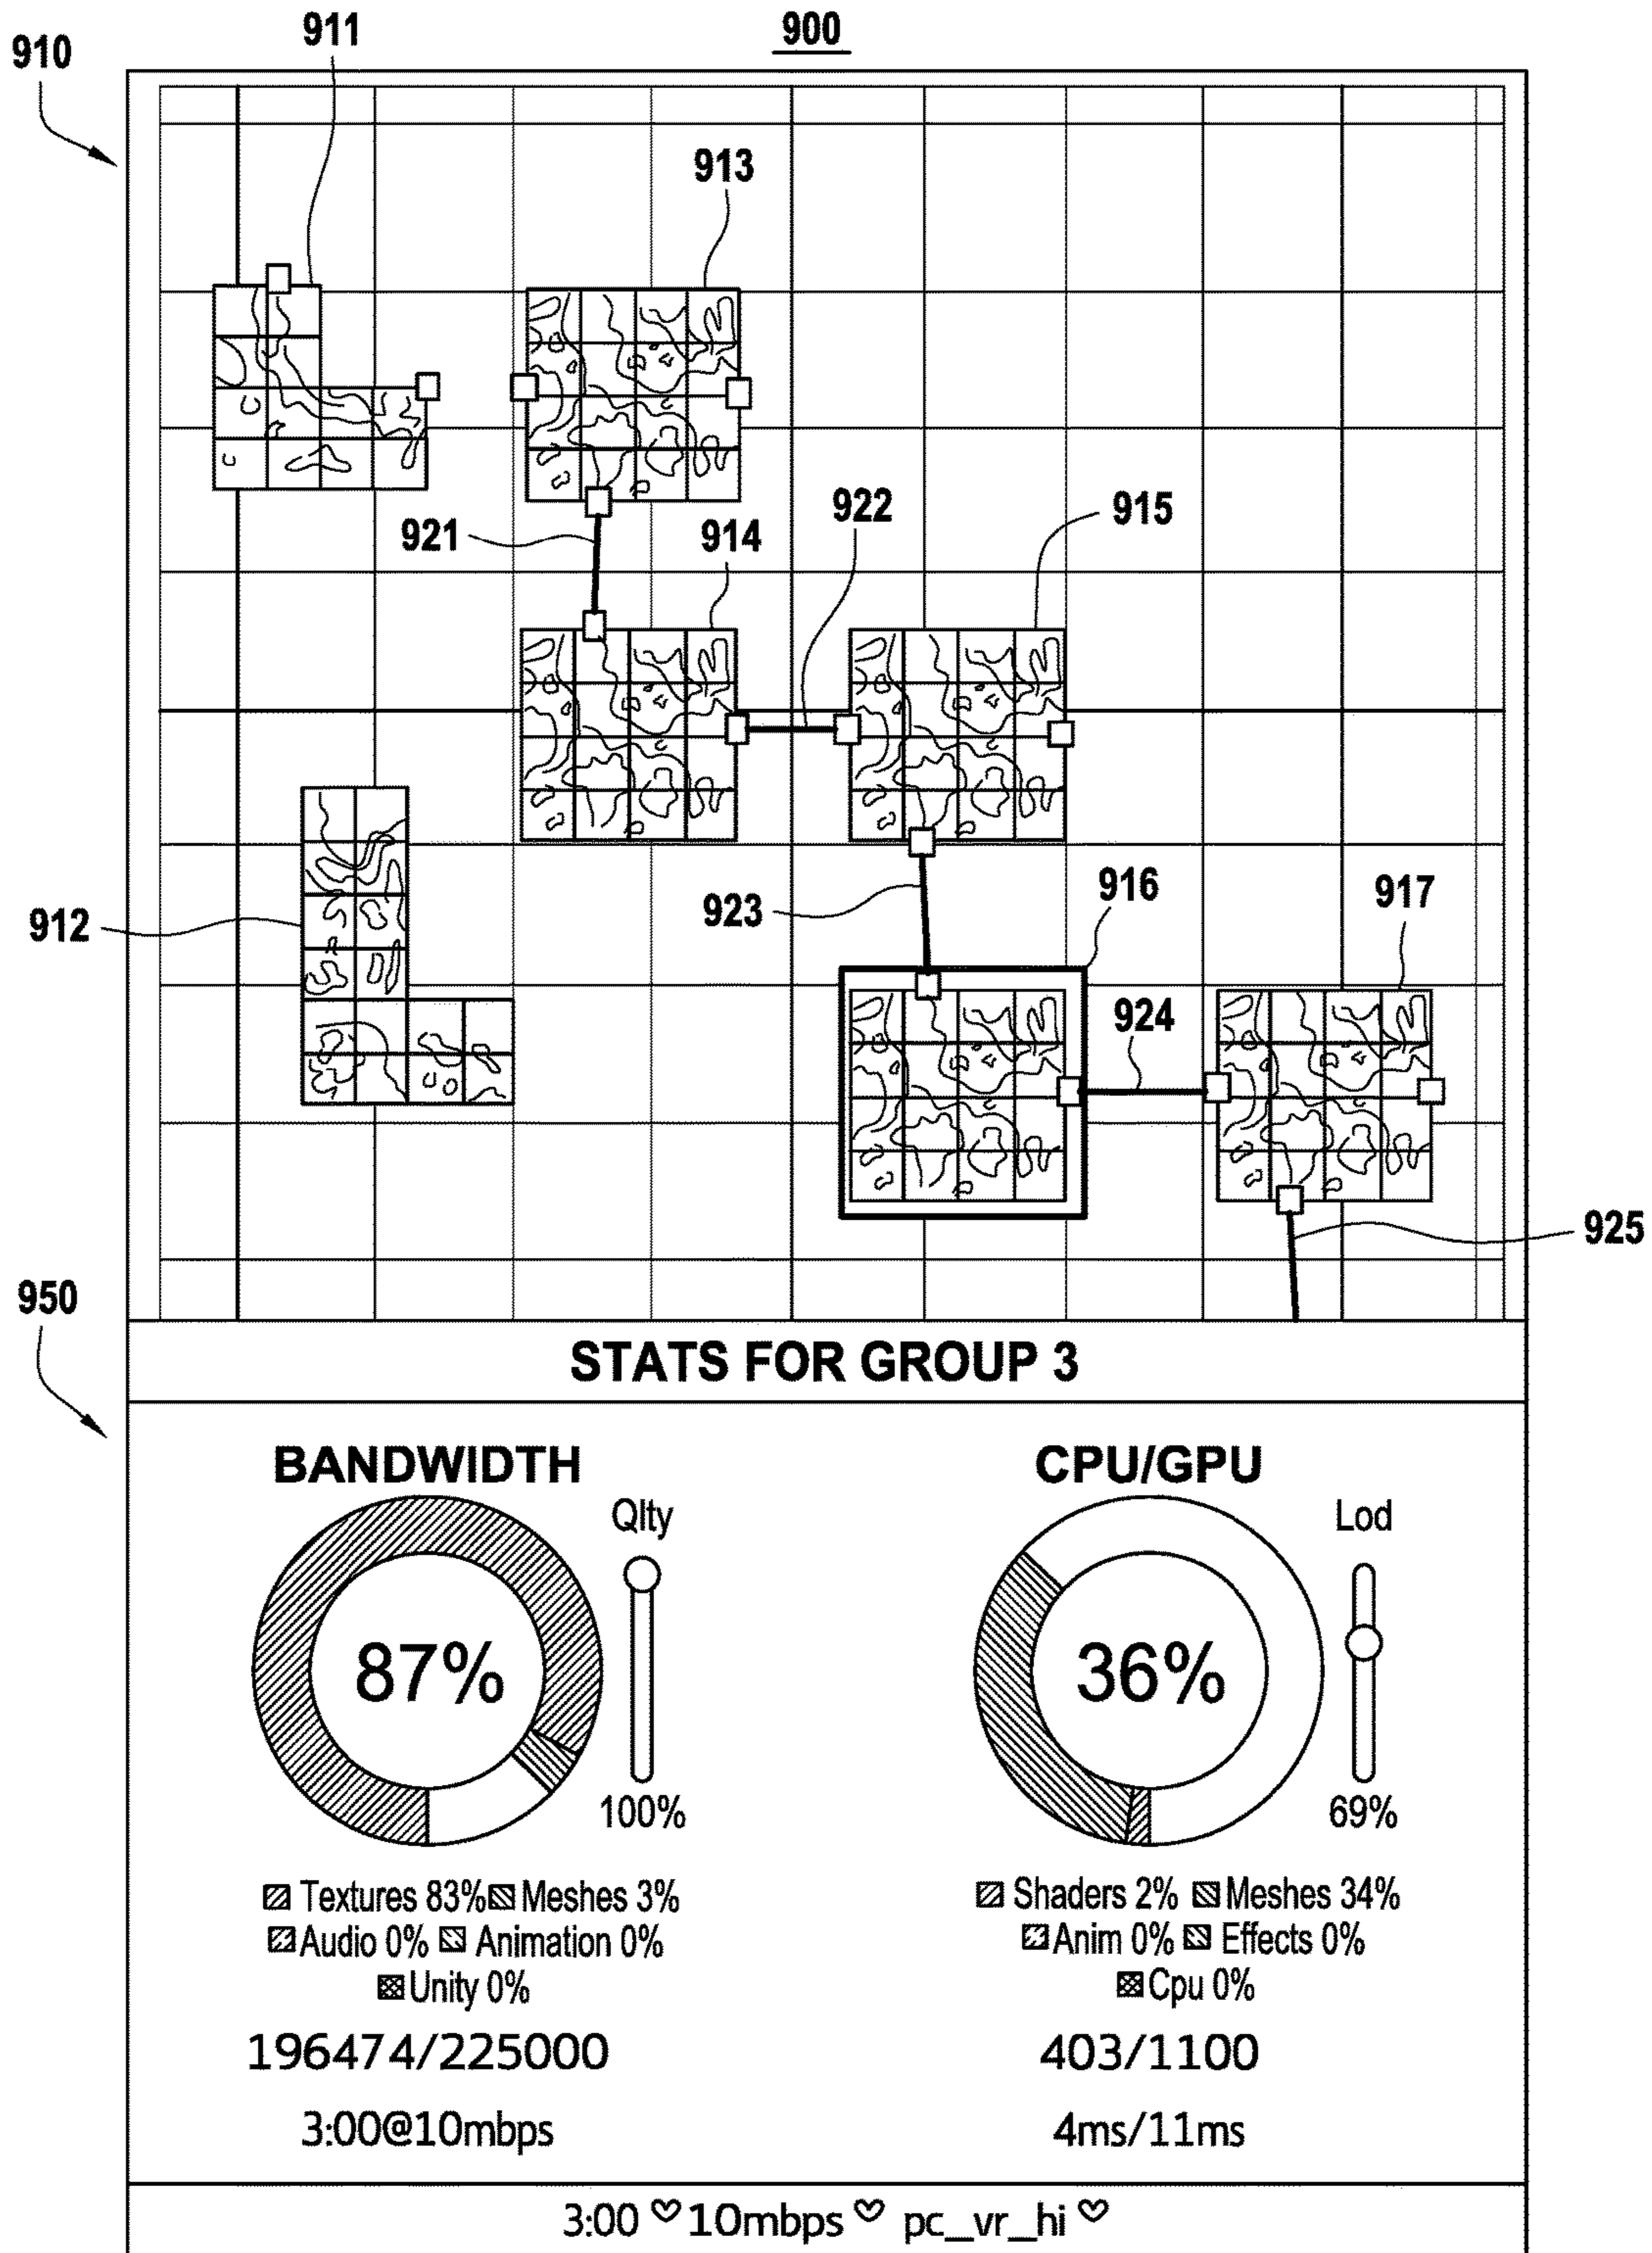 900
910
911
913
921
914
922
915
912
923
916
917
924
925
950
STATS FOR GROUP 3
BANDWIDTH
Qlty
87%
100%
Textures 83% Meshes 3%
Audio 0% Animation 0%
Unity 0%
196474/225000
3:00@10mbps
CPU/GPU
Lod
36%
69%
Shaders 2% Meshes 34%
Anim 0% Effects 0%
Cpu 0%
403/1100
4ms/11ms
3:00 10mbps pc_vr_hi